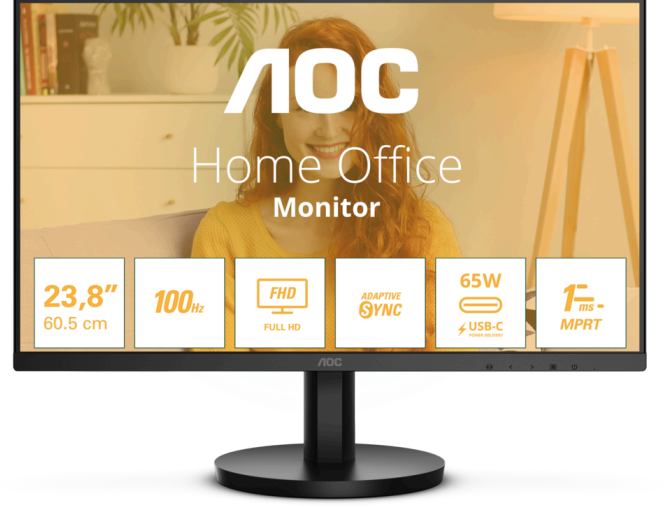 AOC
Home Office
Monitor
23,8”
60.5 cm
100Hz
FHD
FULL HD
ADAPTIVE
SYNC
65W
USB-C
POWER DELIVERY
1ms-
MPRT
AOC